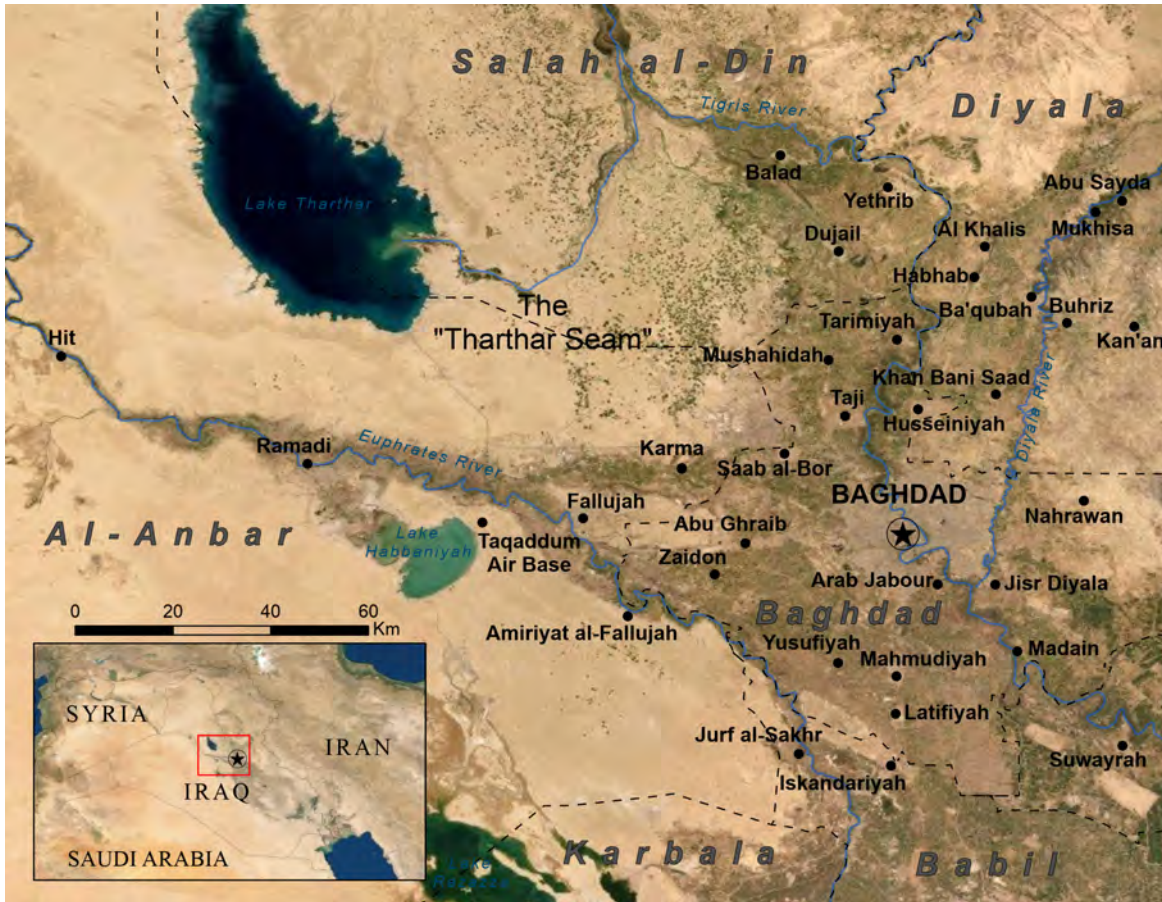 Salah al-Din
Tigris River
Diyala
Balad
Yethrib
Abu Sayda
Mukhisa
Lake Tharthar
Dujail
Al Khalis
Habhab
Ba'qubah
Buhriz
Kan'an
The
"Tharthar Seam"
Tarimiyah
Hit
Mushahidah
Khan Bani Saad
Taji
Husseiniyah
Diyala River
Ramadi
Euphrates River
Karma
Saab al-Bor
BAGHDAD
Fallujah
Nahrawan
Al-Anbar
Lake
Habbaniyah
Taqaddum
Air Base
Abu Ghraib
Zaidon
Arab Jabour
Jisr Diyala
Baghdad
0 20 40 60
Km
Amiriyat al-Fallujah
Yusufiyah
Mahmudiyah
Madain
Latifiyah
Jurf al-Sakhr
Iskandariyah
Suwayrah
SYRIA
IRAN
IRAQ
SAUDI ARABIA
Lake
Razazza
Karbala
Babil